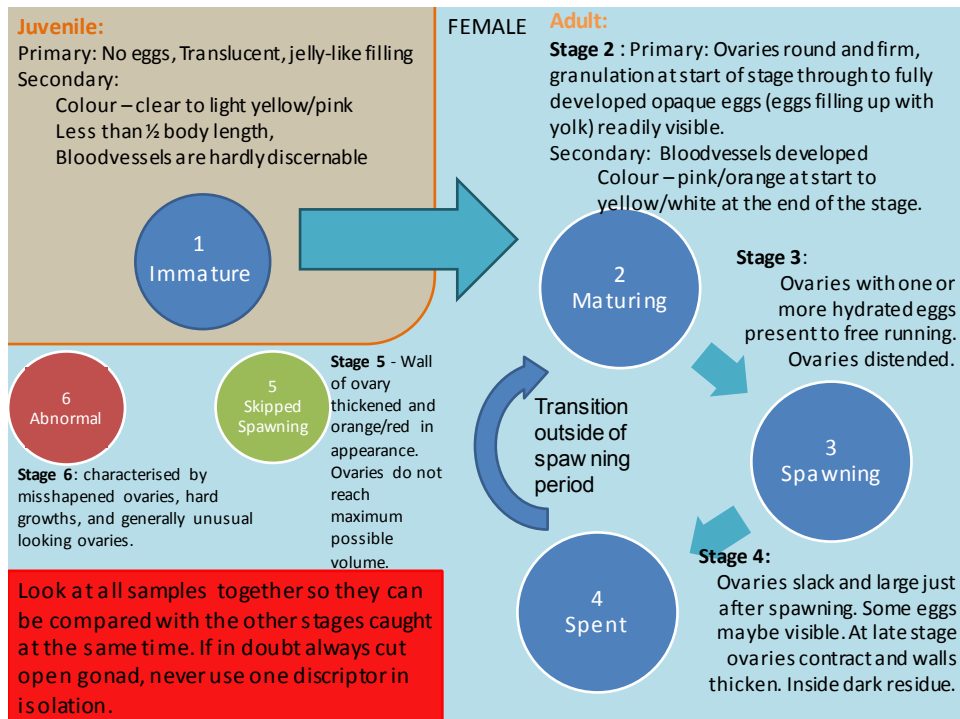 Juvenile:
Primary: No eggs, Translucent, jelly-like filling
Secondary:
Colour – clear to light yellow/pink
Less than ½ body length,
Bloodvessels are hardly discernable
1
Immature
FEMALE
Adult:
Stage 2 : Primary: Ovaries round and firm,
granulation at start of stage through to fully
developed opaque eggs (eggs filling up with
yolk) readily visible.
Secondary: Bloodvessels developed
Colour – pink/orange at start to
yellow/white at the end of the stage.
2
Maturing
Stage 3:
Ovaries with one or
more hydrated eggs
present to free running.
Ovaries distended.
3
Spawning
Transition
outside of
spawning
period
4
Spent
Stage 4:
Ovaries slack and large just
after spawning. Some eggs
maybe visible. At late stage
ovaries contract and walls
thicken. Inside dark residue.
5
Skipped
Spawning
Stage 5 - Wall
of ovary
thickened and
orange/red in
appearance.
Ovaries do not
reach
maximum
possible
volume.
6
Abnormal
Stage 6: characterised by
misshapened ovaries, hard
growths, and generally unusual
looking ovaries.
Look at all samples together so they can
be compared with the other stages caught
at the same time. If in doubt always cut
open gonad, never use one discriptor in
isolation.